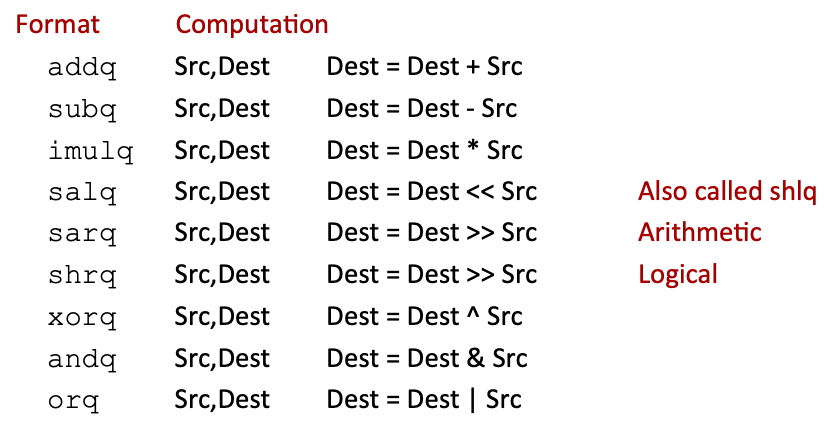 Format Computation
addq Src,Dest Dest = Dest + Src
subq Src,Dest Dest = Dest - Src
imulq Src,Dest Dest = Dest * Src
salq Src,Dest Dest = Dest << Src Also called shlq
sarq Src,Dest Dest = Dest >> Src Arithmetic
shrq Src,Dest Dest = Dest >> Src Logical
xorq Src,Dest Dest = Dest ^ Src
andq Src,Dest Dest = Dest & Src
orq Src,Dest Dest = Dest | Src